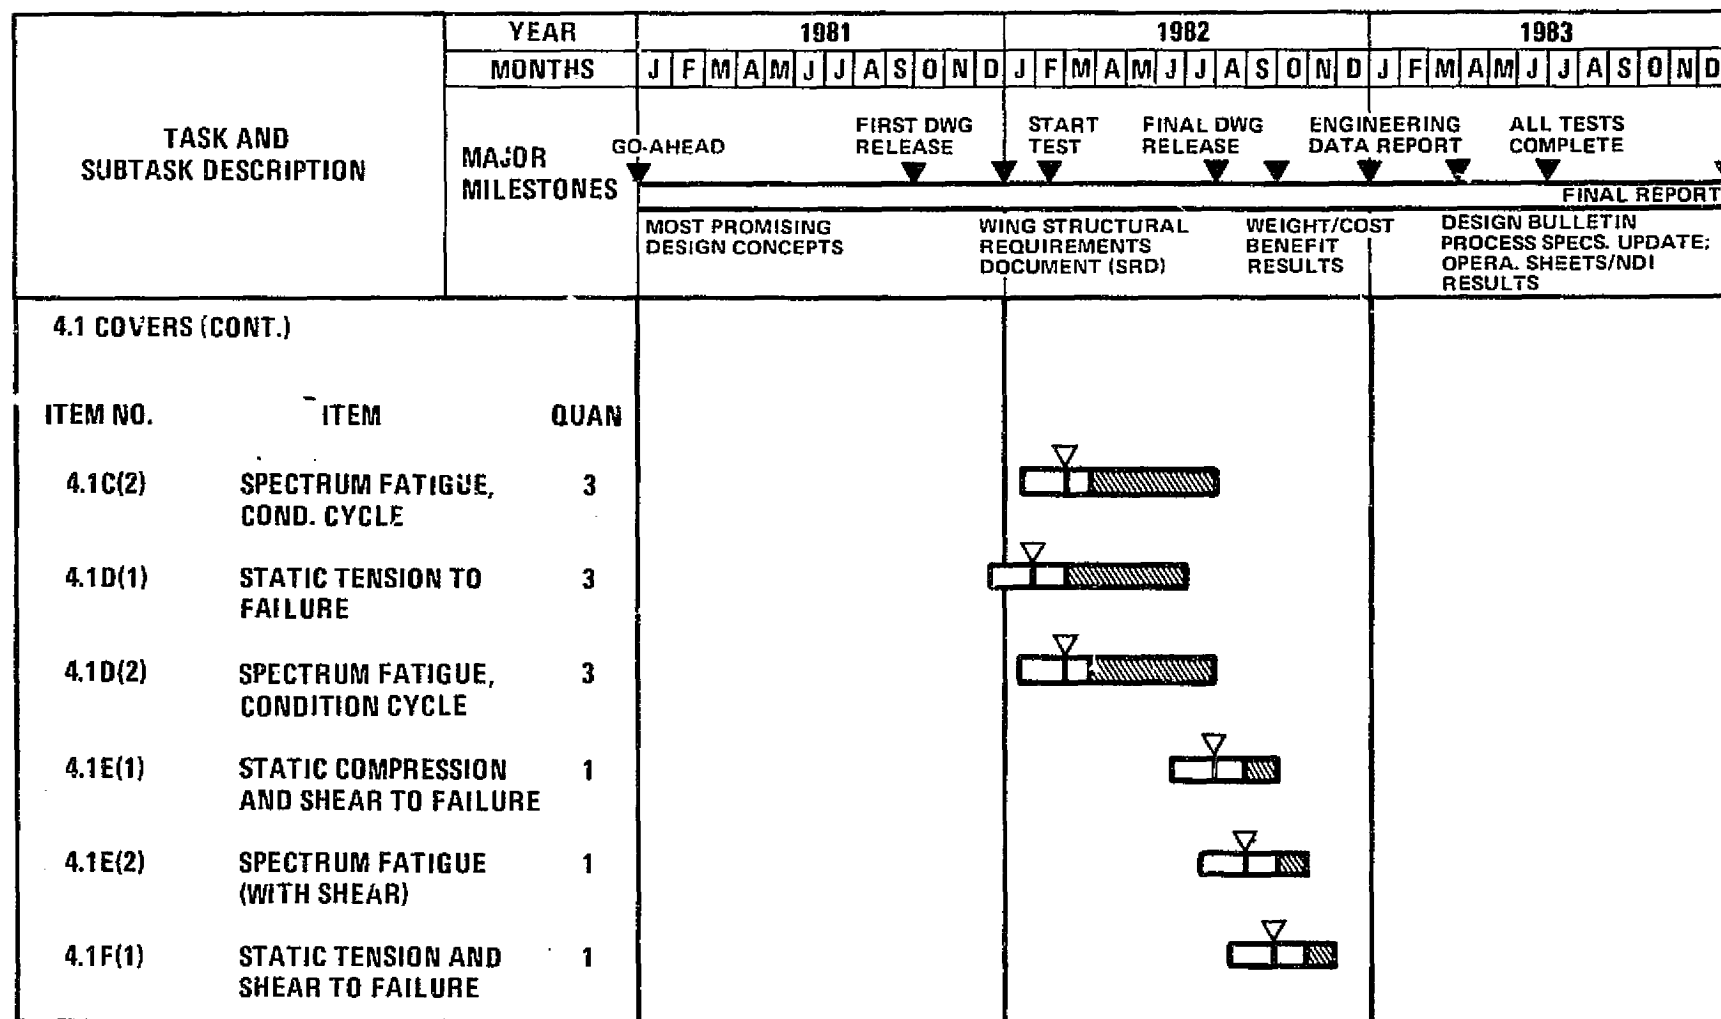 YEAR 1981 1982 1983
MONTHS J F M A M J J A S O N D J F M A M J J A S O N D J F M A M J J A S O N D
TASK AND
SUBTASK DESCRIPTION
MAJOR
MILESTONES
GO-AHEAD
FIRST DWG
RELEASE
START
TEST
FINAL DWG
RELEASE
ENGINEERING
DATA REPORT
ALL TESTS
COMPLETE
FINAL REPORT
MOST PROMISING
DESIGN CONCEPTS
WING STRUCTURAL
REQUIREMENTS
DOCUMENT (SRD)
WEIGHT/COST
BENEFIT
RESULTS
DESIGN BULLETIN
PROCESS SPECS. UPDATE;
OPERA. SHEETS/NDI
RESULTS
4.1 COVERS (CONT.)
ITEM NO. ITEM QUAN
4.1C(2) SPECTRUM FATIGUE, 3
COND. CYCLE
4.1D(1) STATIC TENSION TO 3
FAILURE
4.1D(2) SPECTRUM FATIGUE, 3
CONDITION CYCLE
4.1E(1) STATIC COMPRESSION 1
AND SHEAR TO FAILURE
4.1E(2) SPECTRUM FATIGUE 1
(WITH SHEAR)
4.1F(1) STATIC TENSION AND 1
SHEAR TO FAILURE